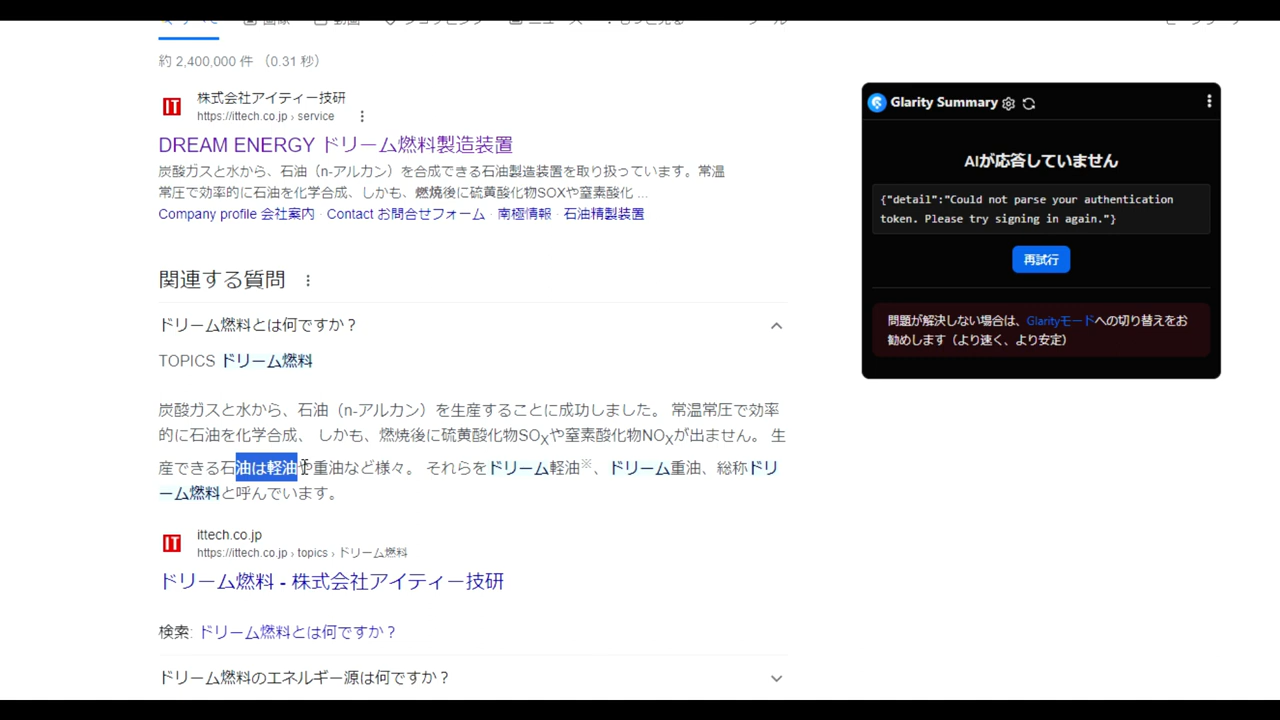 約 2,400,000 件 （0.31 秒）
株式会社アイティー技研
https://ittech.co.jp › service
DREAM ENERGY ドリーム燃料製造装置
炭酸ガスと水から、石油（n-アルカン）を合成できる石油製造装置を取り扱っています。常温
常圧で効率的に石油を化学合成、しかも、燃焼後に硫黄酸化物SOXや窒素酸化 ...
Company profile 会社案内 · Contact お問合せフォーム · 南極情報 · 石油精製装置
関連する質問
ドリーム燃料とは何ですか？
TOPICS ドリーム燃料
炭酸ガスと水から、石油（n-アルカン）を生産することに成功しました。 常温常圧で効率
的に石油を化学合成、 しかも、燃焼後に硫黄酸化物SOXや窒素酸化物NOXが出ません。 生
産できる石油は軽油や重油など様々。 それらをドリーム軽油※、ドリーム重油、総称ドリ
ーム燃料と呼んでいます。
ittech.co.jp
https://ittech.co.jp › topics › ドリーム燃料
ドリーム燃料 - 株式会社アイティー技研
検索: ドリーム燃料とは何ですか？
ドリーム燃料のエネルギー源は何ですか？
Glarity Summary
AIが応答していません
{"detail":"Could not parse your authentication
token. Please try signing in again."}
再試行
問題が解決しない場合は、Glarityモードへの切り替えをお
勧めします（より速く、より安定）